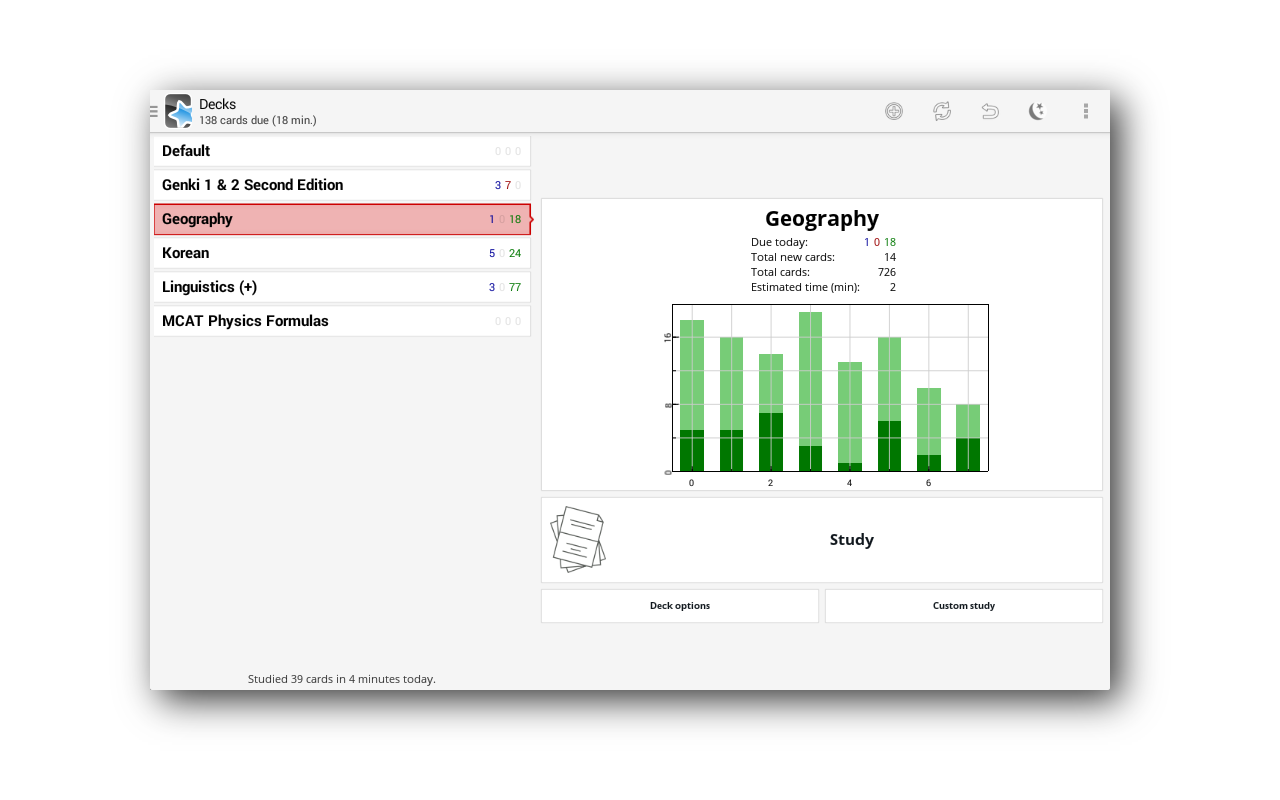 Decks
138 cards due (18 min.)
Default 0 0 0
Genki 1 & 2 Second Edition 3 7 0
Geography 1 0 18
Korean 5 0 24
Linguistics (+) 3 0 77
MCAT Physics Formulas 0 0 0
Studied 39 cards in 4 minutes today.
Geography
Due today: 1 0 18
Total new cards: 14
Total cards: 726
Estimated time (min): 2
16
8
0
0 2 4 6
Study
Deck options Custom study